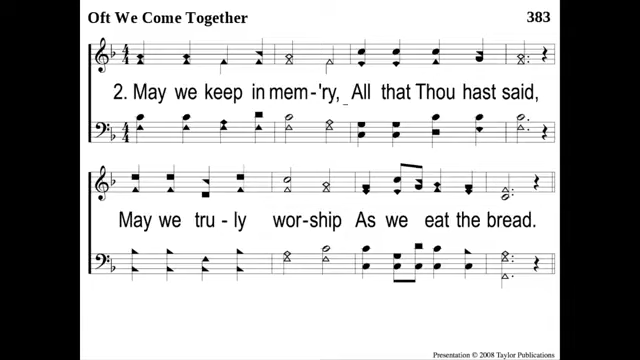 Oft We Come Together 383
2. May we keep in mem-'ry, All that Thou hast said,
May we tru - ly wor-ship As we eat the bread.
Presentation © 2008 Taylor Publications